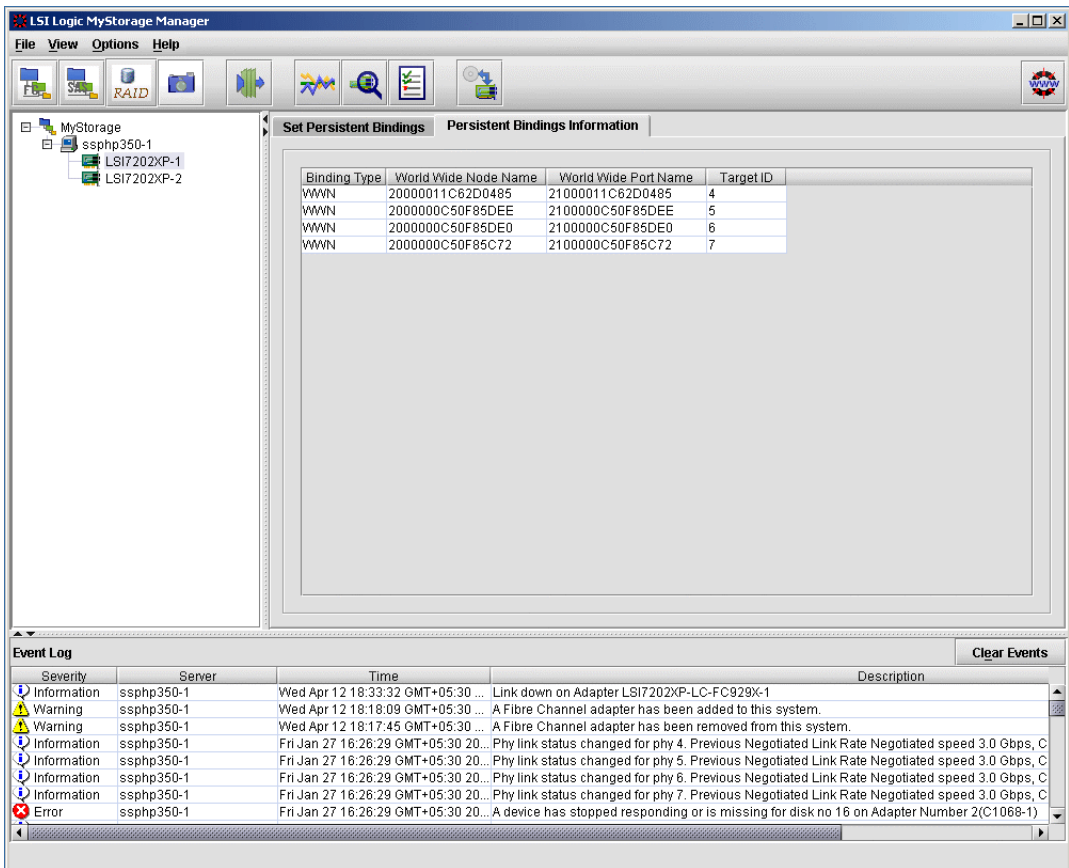 LSI Logic MyStorage Manager
File View Options Help
FC SAS RAID WWW
MyStorage
ssphp350-1
LSI7202XP-1
LSI7202XP-2
Set Persistent Bindings Persistent Bindings Information
Binding Type World Wide Node Name World Wide Port Name Target ID
WWN 20000011C62D0485 21000011C62D0485 4
WWN 2000000C50F85DEE 2100000C50F85DEE 5
WWN 2000000C50F85DE0 2100000C50F85DE0 6
WWN 2000000C50F85C72 2100000C50F85C72 7
Event Log Clear Events
Severity Server Time Description
Information ssphp350-1 Wed Apr 12 18:33:32 GMT+05:30 ... Link down on Adapter LSI7202XP-LC-FC929X-1
Warning ssphp350-1 Wed Apr 12 18:18:09 GMT+05:30 ... A Fibre Channel adapter has been added to this system.
Warning ssphp350-1 Wed Apr 12 18:17:45 GMT+05:30 ... A Fibre Channel adapter has been removed from this system.
Information ssphp350-1 Fri Jan 27 16:26:29 GMT+05:30 20... Phy link status changed for phy 4. Previous Negotiated Link Rate Negotiated speed 3.0 Gbps, C
Information ssphp350-1 Fri Jan 27 16:26:29 GMT+05:30 20... Phy link status changed for phy 5. Previous Negotiated Link Rate Negotiated speed 3.0 Gbps, C
Information ssphp350-1 Fri Jan 27 16:26:29 GMT+05:30 20... Phy link status changed for phy 6. Previous Negotiated Link Rate Negotiated speed 3.0 Gbps, C
Information ssphp350-1 Fri Jan 27 16:26:29 GMT+05:30 20... Phy link status changed for phy 7. Previous Negotiated Link Rate Negotiated speed 3.0 Gbps, C
Error ssphp350-1 Fri Jan 27 16:26:29 GMT+05:30 20... A device has stopped responding or is missing for disk no 16 on Adapter Number 2(C1068-1)